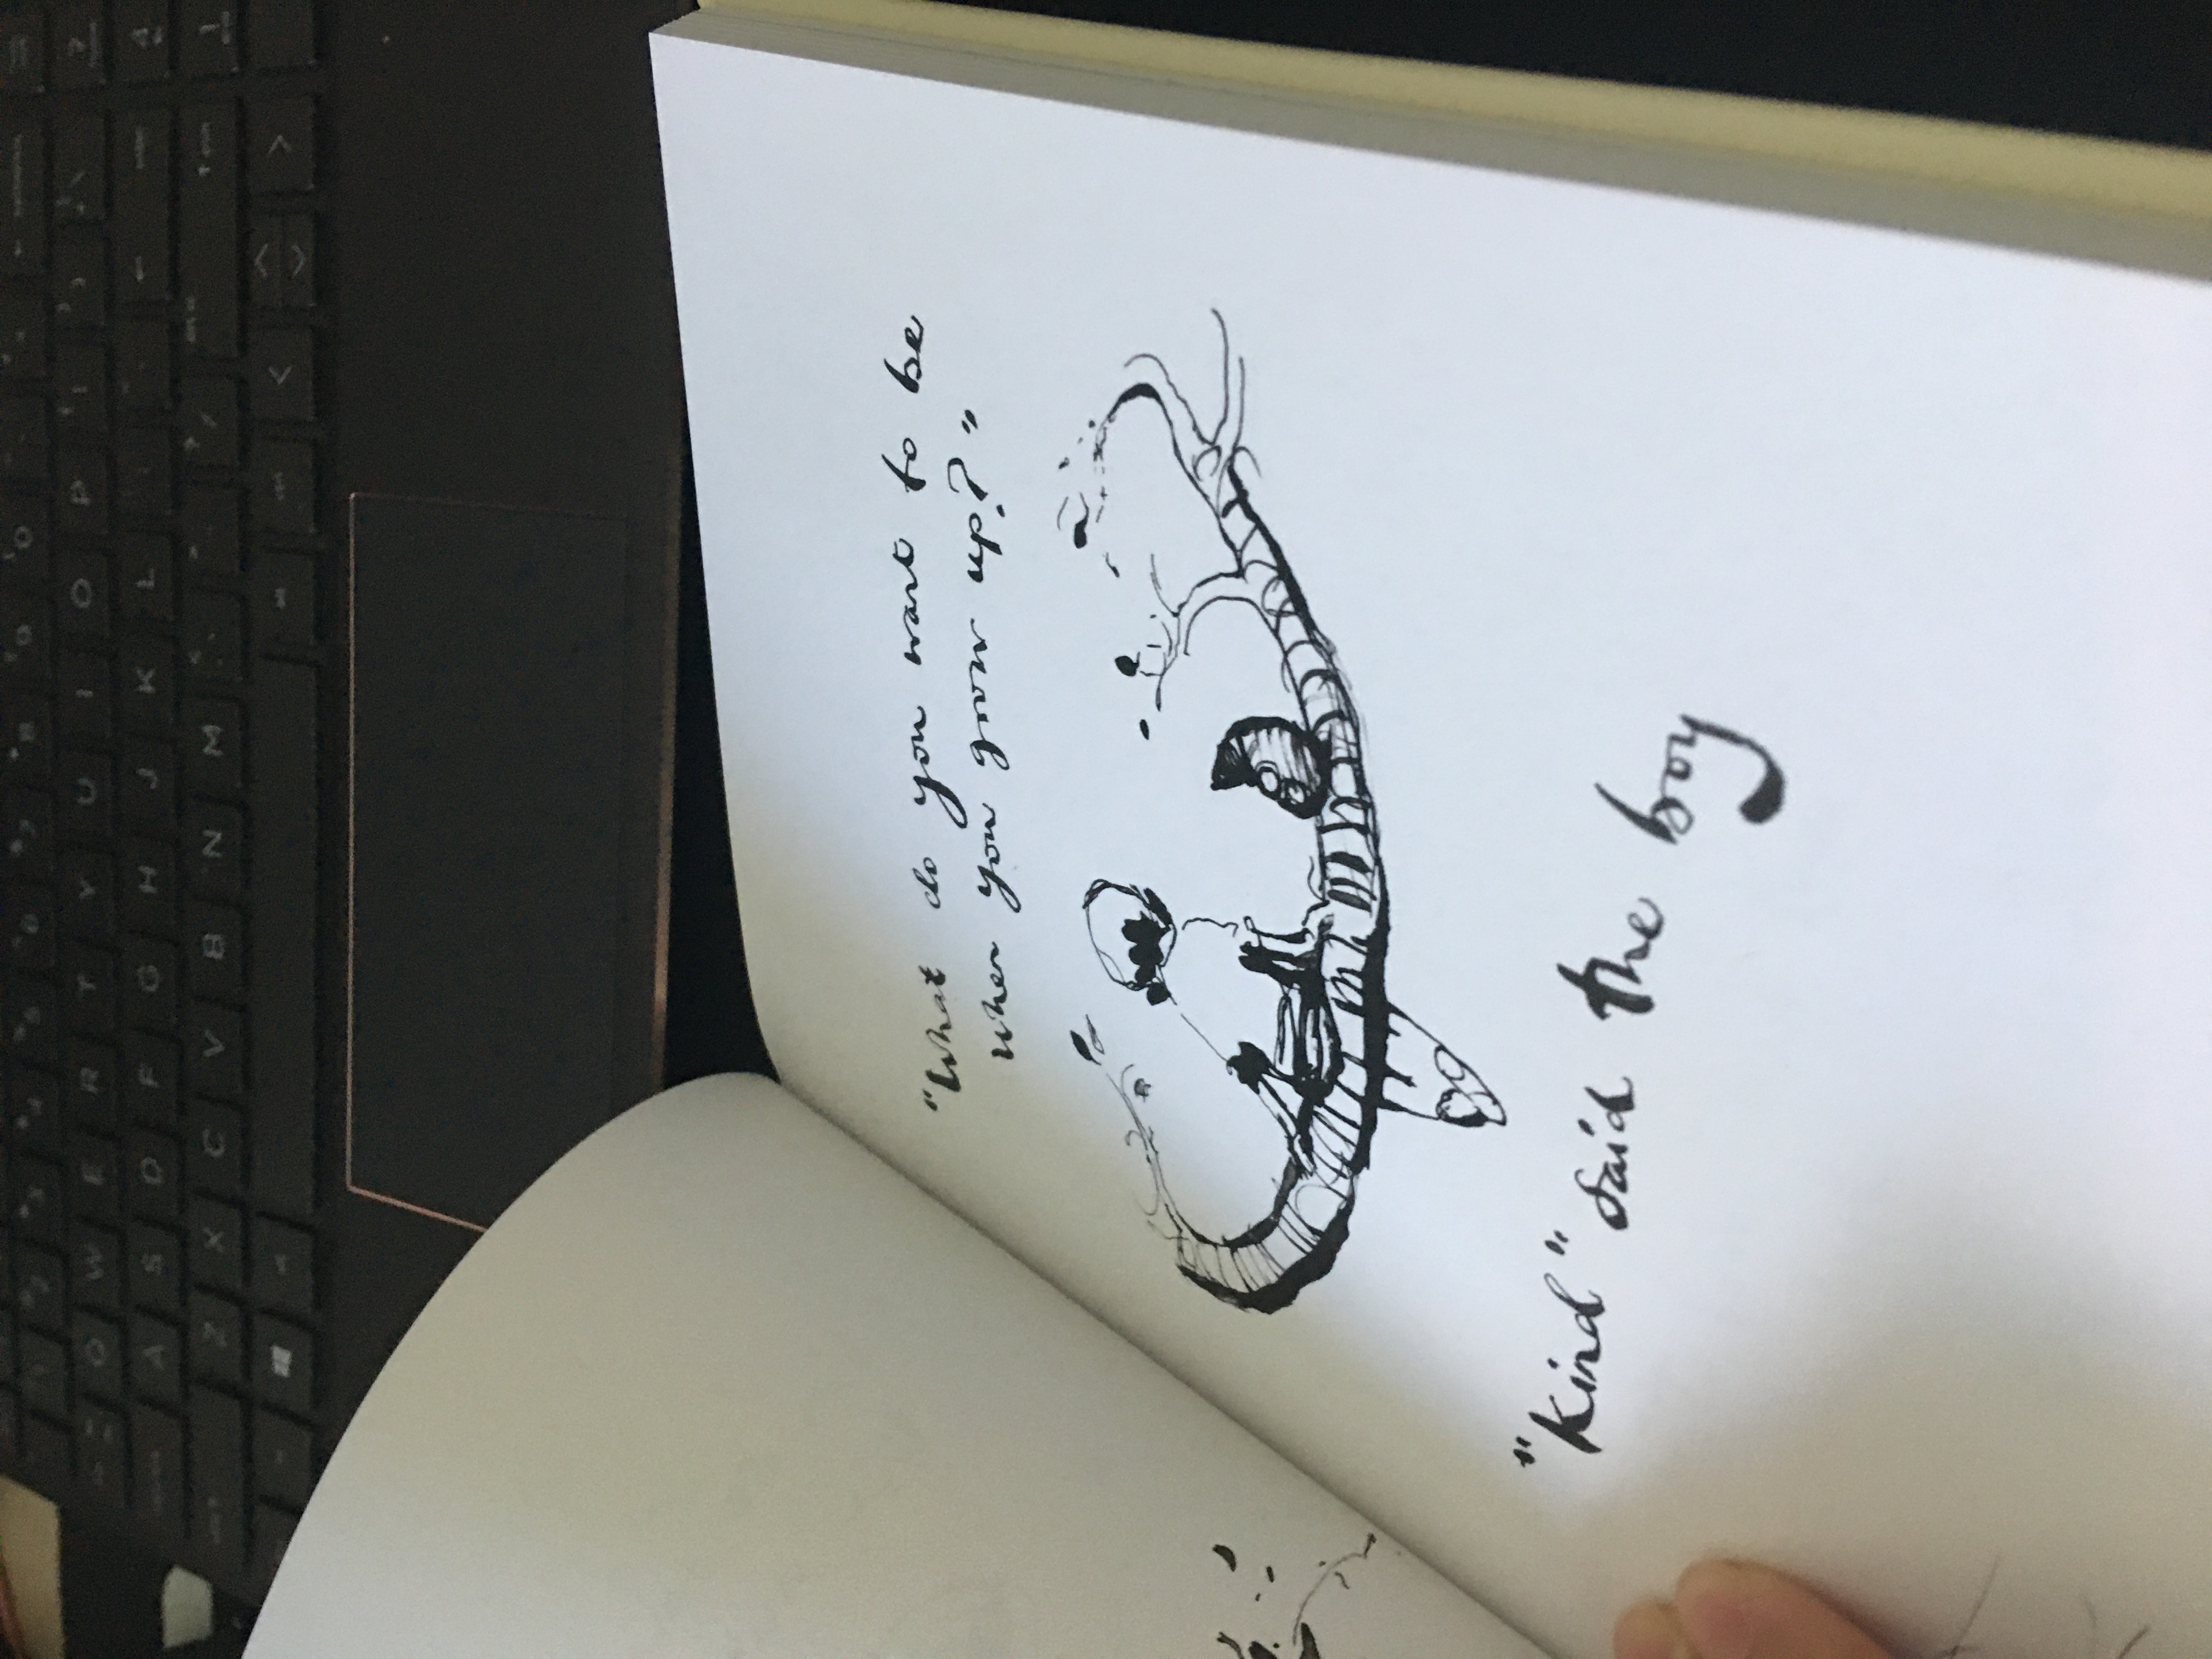 Q W E R T Y U I O P
A S D F G H J K L
Z X C V B N M
"What do you want to be
when you grow up?"
"Kind" said the boy